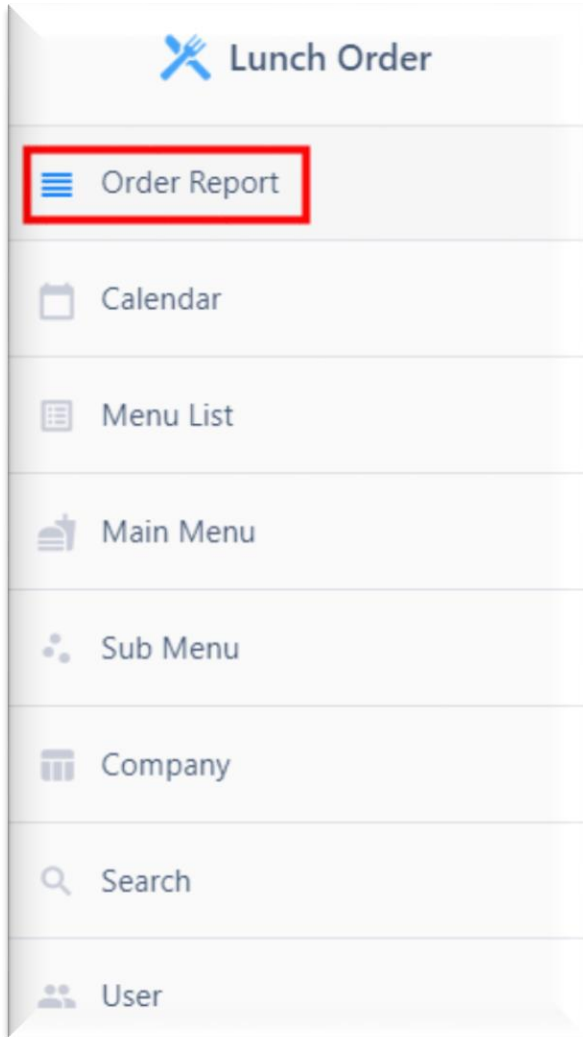 Lunch Order
Order Report
Calendar
Menu List
Main Menu
Sub Menu
Company
Search
User